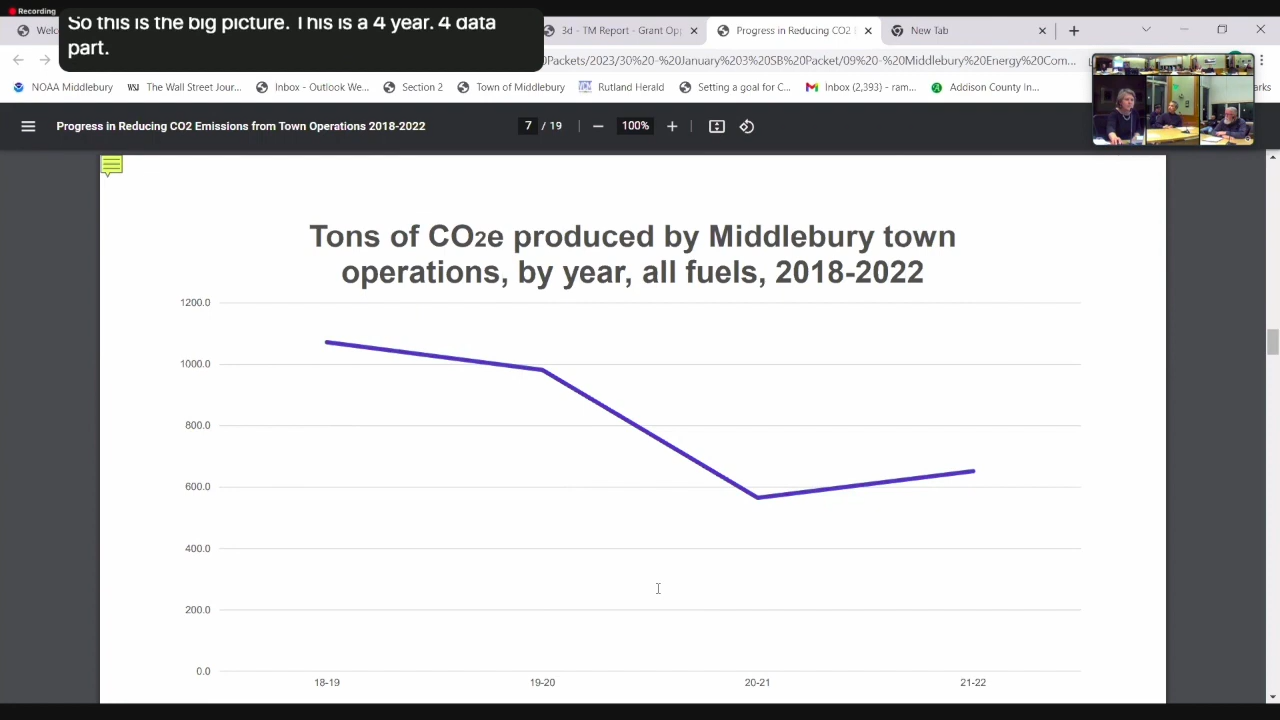 Recording
So this is the big picture. This is a 4 year. 4 data
part.
Welc
3d - TM Report - Grant Opp
Progress in Reducing CO2 E
New Tab
Packets/2023/30%20-%20January%203%20SB%20Packet/09%20-%20Middlebury%20Energy%20Com...
NOAA Middlebury
WSJ
The Wall Street Jour...
Inbox - Outlook We...
Section 2
Town of Middlebury
Rutland Herald
Setting a goal for C...
Inbox (2,393) - ram...
Addison County In...
Progress in Reducing CO2 Emissions from Town Operations 2018-2022
7 / 19
100%
Tons of CO2e produced by Middlebury town
operations, by year, all fuels, 2018-2022
1200.0
1000.0
800.0
600.0
400.0
200.0
0.0
18-19
19-20
20-21
21-22